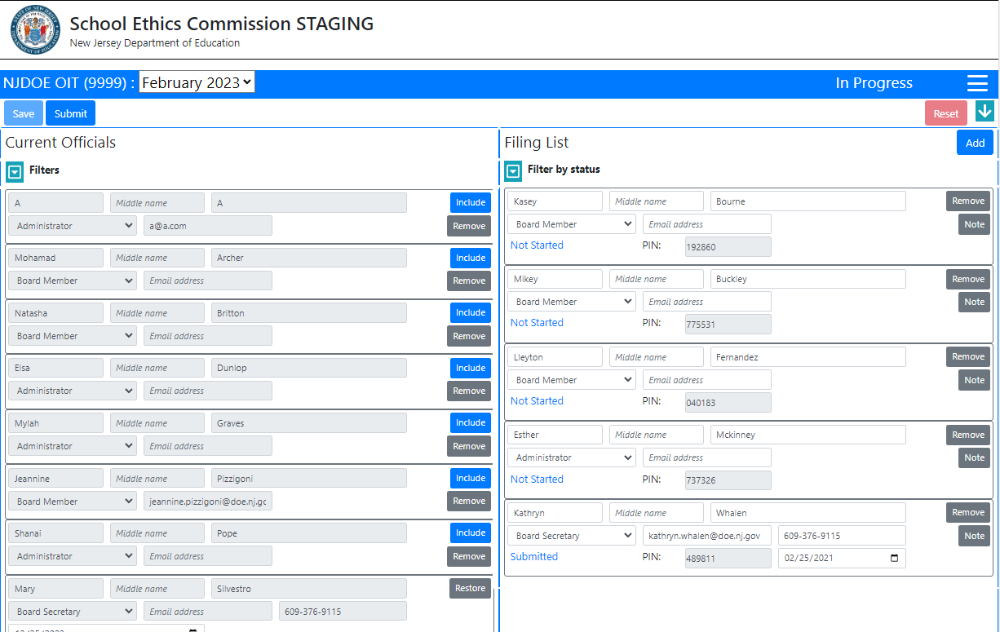 School Ethics Commission STAGING
New Jersey Department of Education
NJDOE OIT (9999) : February 2023 In Progress
Save Submit Reset
Current Officials
Filters
A Middle name A Include
Administrator a@a.com Remove
Mohamad Middle name Archer Include
Board Member Email address Remove
Natasha Middle name Britton Include
Board Member Email address Remove
Elsa Middle name Dunlop Include
Administrator Email address Remove
Mylah Middle name Graves Include
Administrator Email address Remove
Jeannine Middle name Pizzigoni Include
Board Member jeannine.pizzigoni@doe.nj.gc Remove
Shanai Middle name Pope Include
Administrator Email address Remove
Mary Middle name Silvestro Restore
Board Secretary Email address 609-376-9115
Filing List Add
Filter by status
Kasey Middle name Bourne Remove
Board Member Email address Note
Not Started PIN: 192860
Mikey Middle name Buckley Remove
Board Member Email address Note
Not Started PIN: 775531
Lleyton Middle name Fernandez Remove
Board Member Email address Note
Not Started PIN: 040183
Esther Middle name Mckinney Remove
Administrator Email address Note
Not Started PIN: 737326
Kathryn Middle name Whalen Remove
Board Secretary kathryn.whalen@doe.nj.gov 609-376-9115 Note
Submitted PIN: 489811 02/25/2021